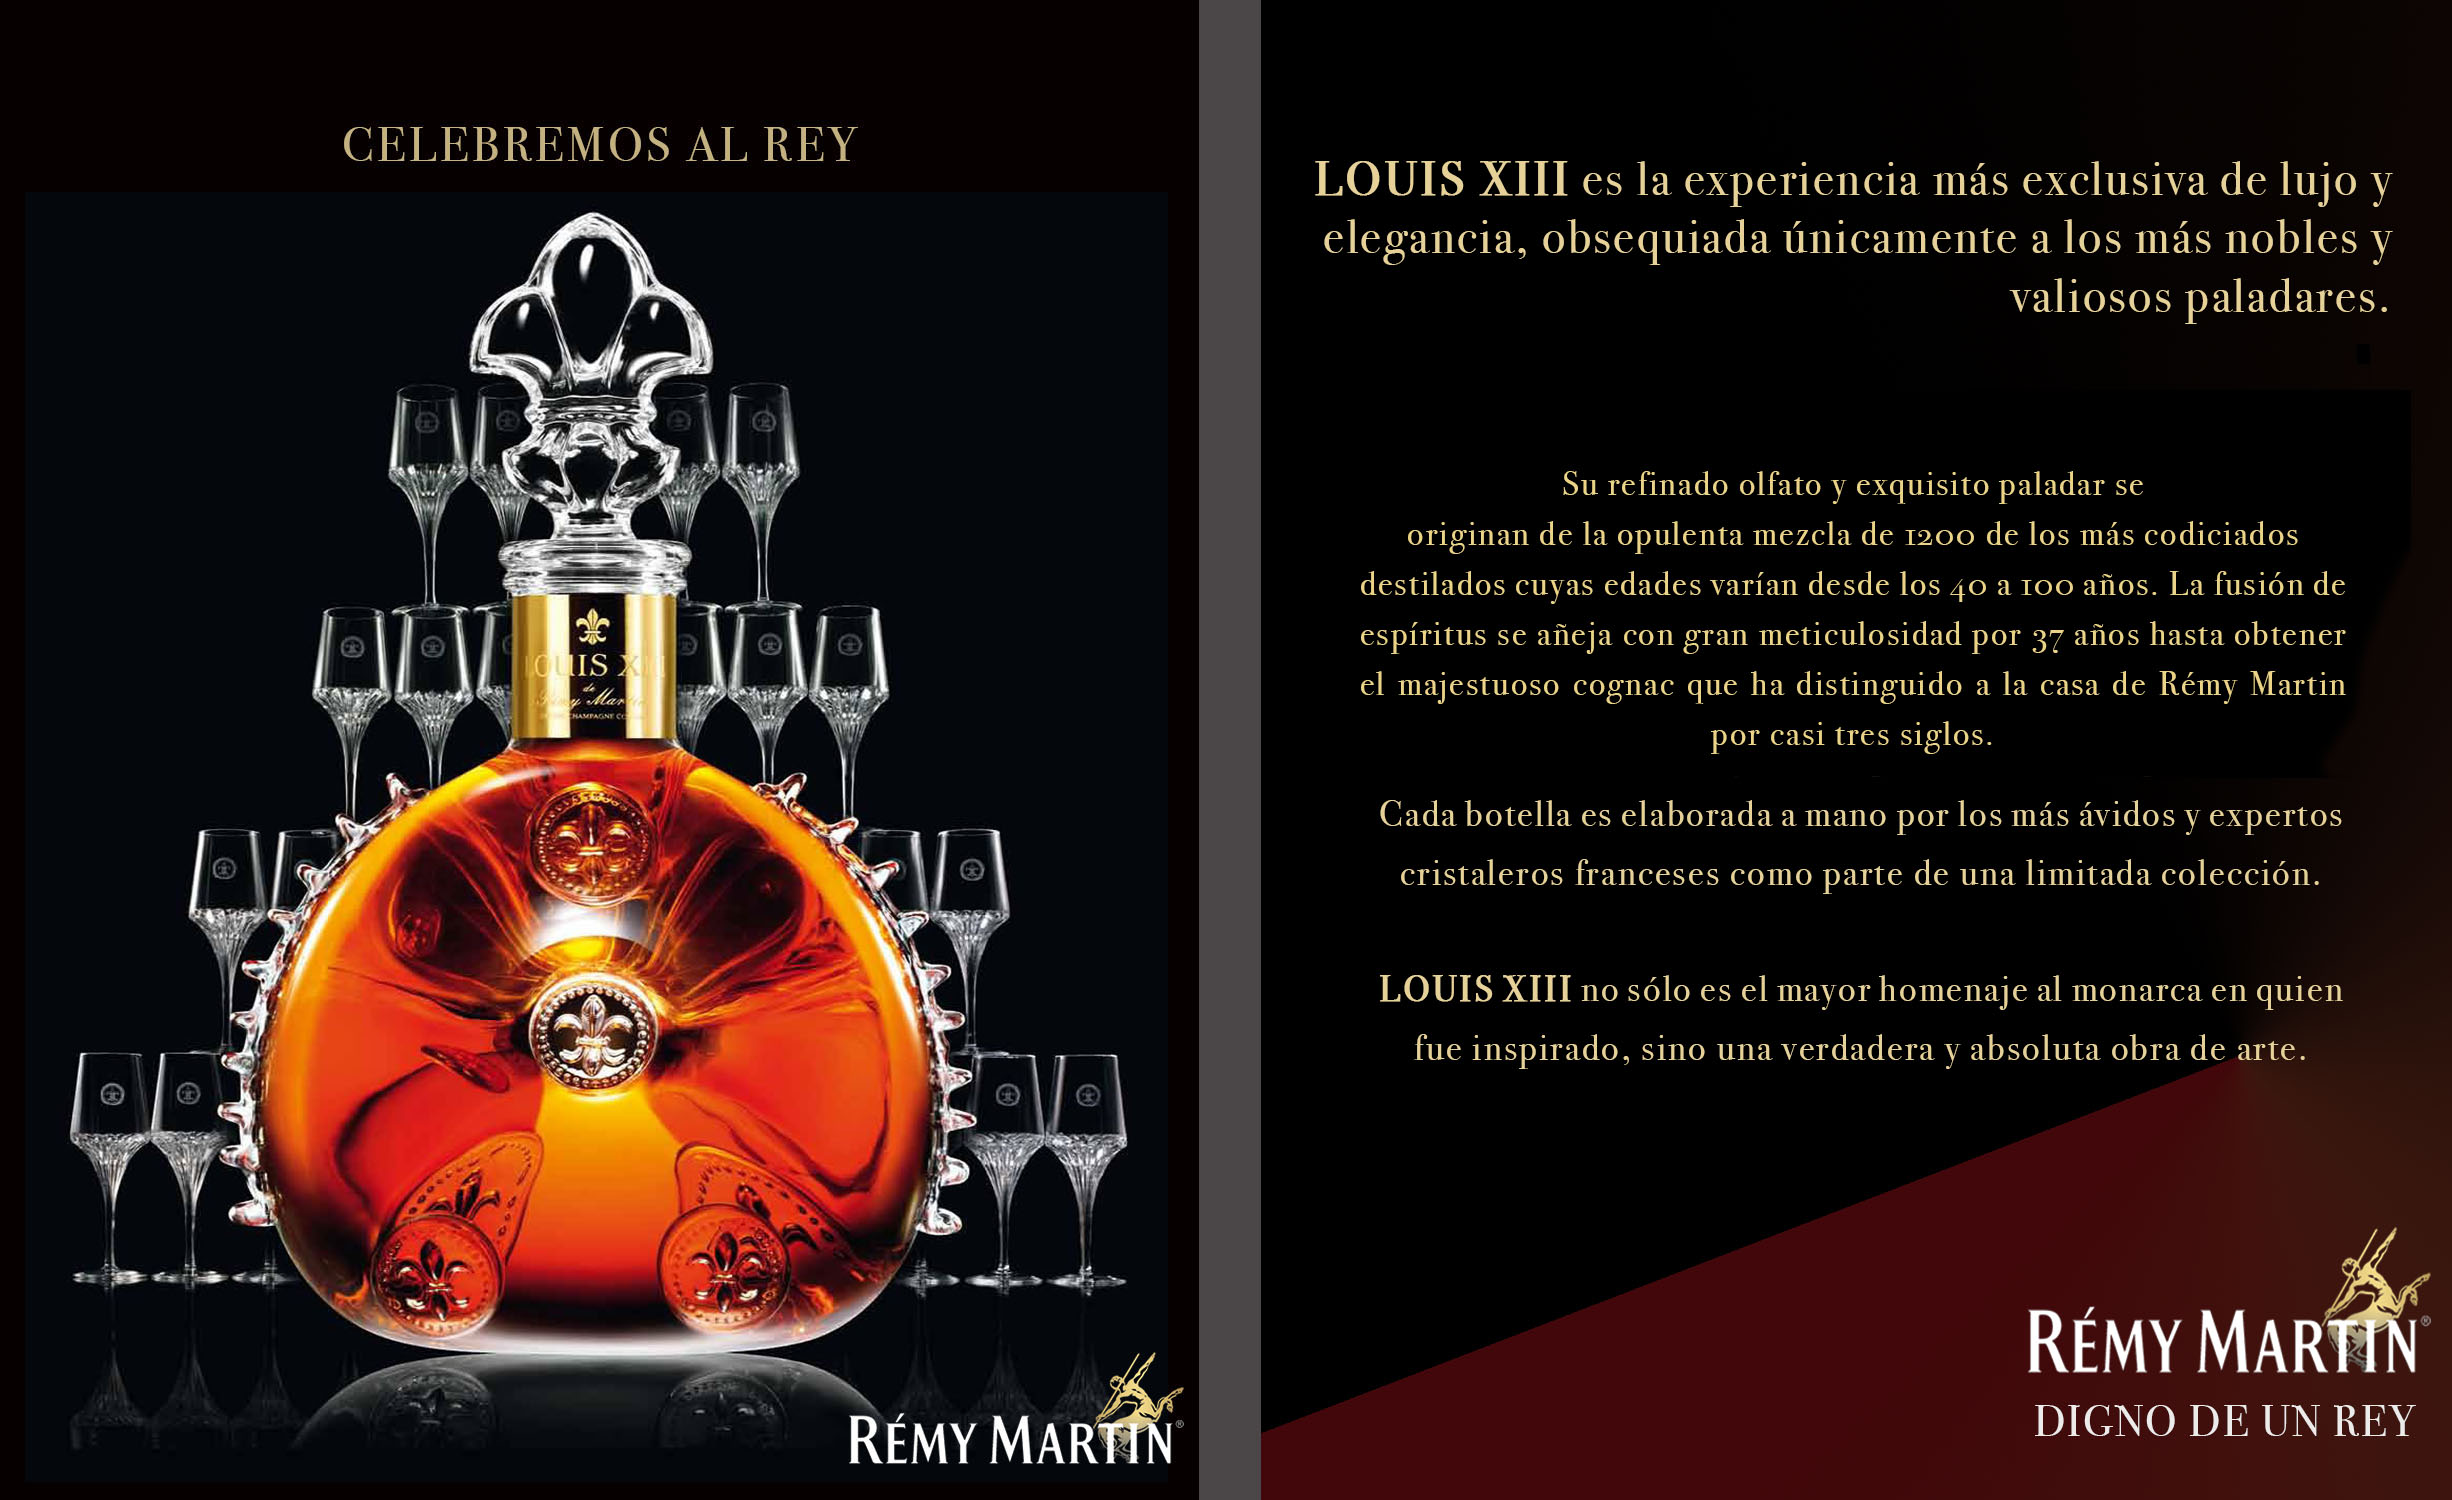 CELEBREMOS AL REY
LOUIS XIII
de
Rémy Martin
CHAMPAGNE
RÉMY MARTIN®
LOUIS XIII es la experiencia más exclusiva de lujo y
elegancia, obsequiada únicamente a los más nobles y
valiosos paladares.
Su refinado olfato y exquisito paladar se
originan de la opulenta mezcla de 1200 de los más codiciados
destilados cuyas edades varían desde los 40 a 100 años. La fusión de
espíritus se añeja con gran meticulosidad por 37 años hasta obtener
el majestuoso cognac que ha distinguido a la casa de Rémy Martin
por casi tres siglos.
Cada botella es elaborada a mano por los más ávidos y expertos
cristaleros franceses como parte de una limitada colección.
LOUIS XIII no sólo es el mayor homenaje al monarca en quien
fue inspirado, sino una verdadera y absoluta obra de arte.
RÉMY MARTIN®
DIGNO DE UN REY